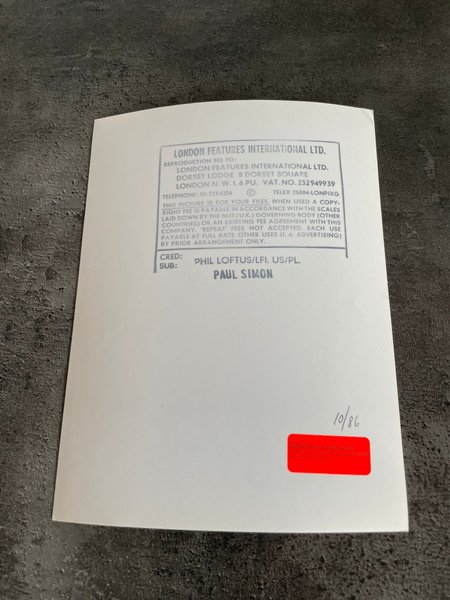 LONDON FEATURES INTERNATIONAL LTD.
REPRODUCTION FEE TO:
LONDON FEATURES INTERNATIONAL LTD.
DORSET LODGE 8 DORSET SQUARE
LONDON N.W.1. 6 PU. VAT. NO. 232949939
TELEPHONE: 01-723-4204 © TELEX 25884-LONPIXG
THIS PICTURE IS FOR YOUR FILES. WHEN USED A COPY-
RIGHT FEE IS PAYABLE IN ACCORDANCE WITH THE SCALES
LAID DOWN BY THE NUJ (U.K.) GOVERNING BODY (OTHER
COUNTRIES) OR AN EXISTING FEE AGREEMENT WITH THIS
COMPANY. 'REPEAT' FEES NOT ACCEPTED. EACH USE
PAYABLE AT FULL RATE. OTHER USES (I. e. ADVERTISING)
BY PRIOR ARRANGEMENT ONLY.
CRED: PHIL LOFTUS/LFI. US/PL.
SUB: PAUL SIMON
10/86